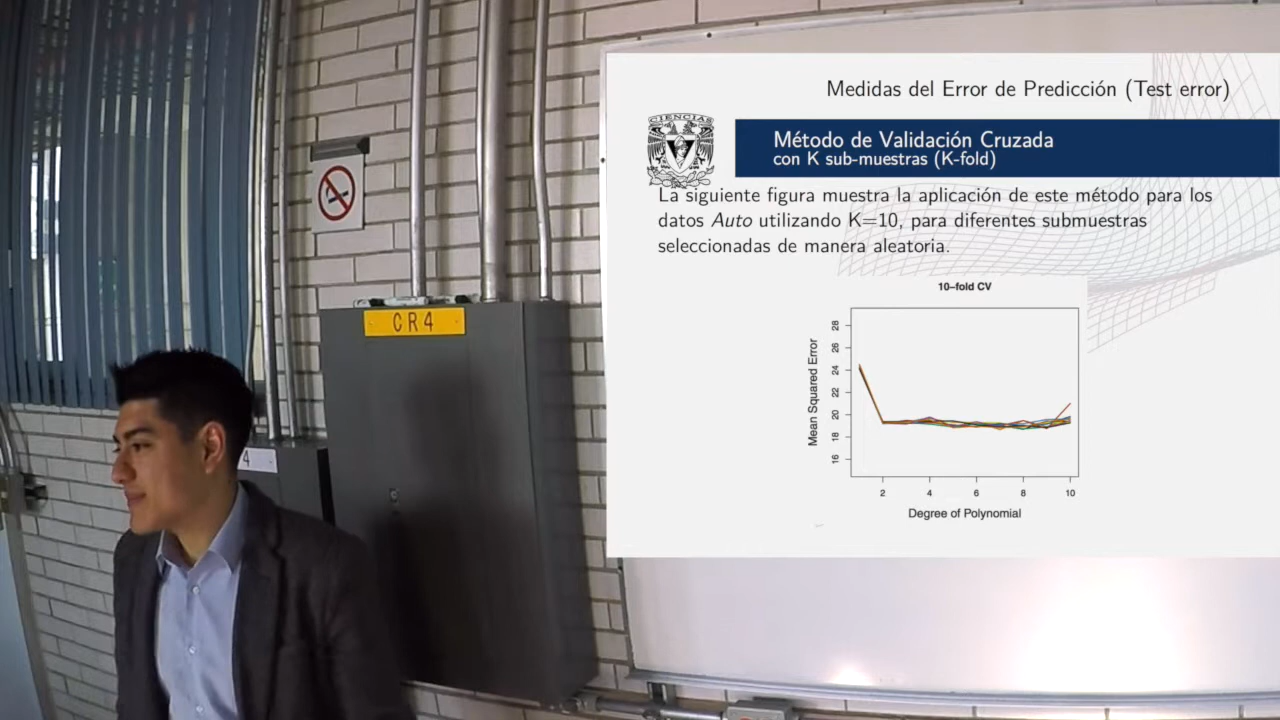 Medidas del Error de Predicción (Test error)
CIENCIAS
Método de Validación Cruzada
con K sub-muestras (K-fold)
La siguiente figura muestra la aplicación de este método para los
datos Auto utilizando K=10, para diferentes submuestras
seleccionadas de manera aleatoria.
10−fold CV
Mean Squared Error
28
26
24
22
20
18
16
2 4 6 8 10
Degree of Polynomial
CR4
4